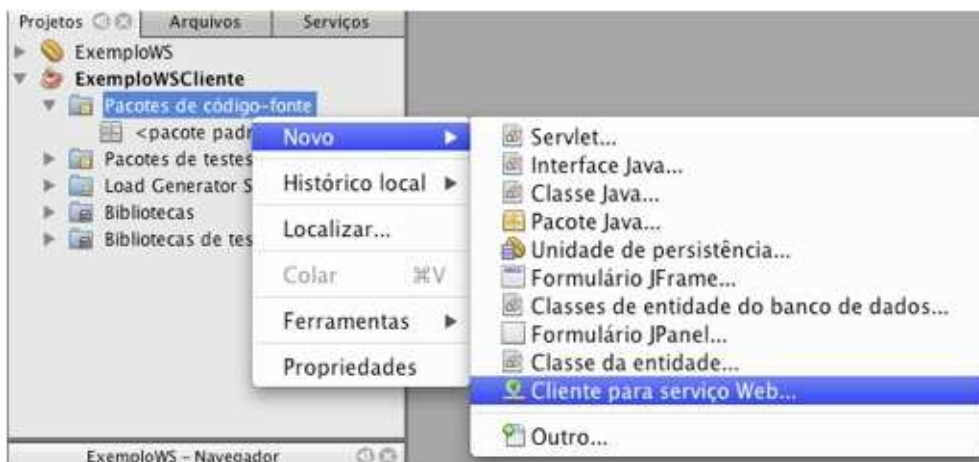 Projetos Arquivos Serviços
ExemploWS
ExemploWSCliente
Pacotes de código-fonte
<pacote padr
Pacotes de testes
Load Generator S
Bibliotecas
Bibliotecas de tes
ExemploWS - Navegador
Novo
Histórico local
Localizar...
Colar ⌘V
Ferramentas
Propriedades
Servlet...
Interface Java...
Classe Java...
Pacote Java...
Unidade de persistência...
Formulário JFrame...
Classes de entidade do banco de dados...
Formulário JPanel...
Classe da entidade...
Cliente para serviço Web...
Outro...